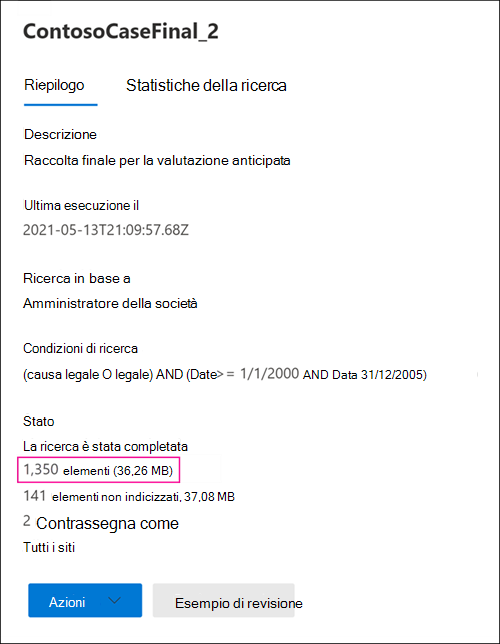 ContosoCaseFinal_2
Riepilogo Statistiche della ricerca
Descrizione
Raccolta finale per la valutazione anticipata
Ultima esecuzione il
2021-05-13T21:09:57.68Z
Ricerca in base a
Amministratore della società
Condizioni di ricerca
(causa legale O legale) AND (Date>= 1/1/2000 AND Data 31/12/2005)
Stato
La ricerca è stata completata
1,350 elementi (36,26 MB)
141 elementi non indicizzati, 37,08 MB
2 Contrassegna come
Tutti i siti
Azioni Esempio di revisione